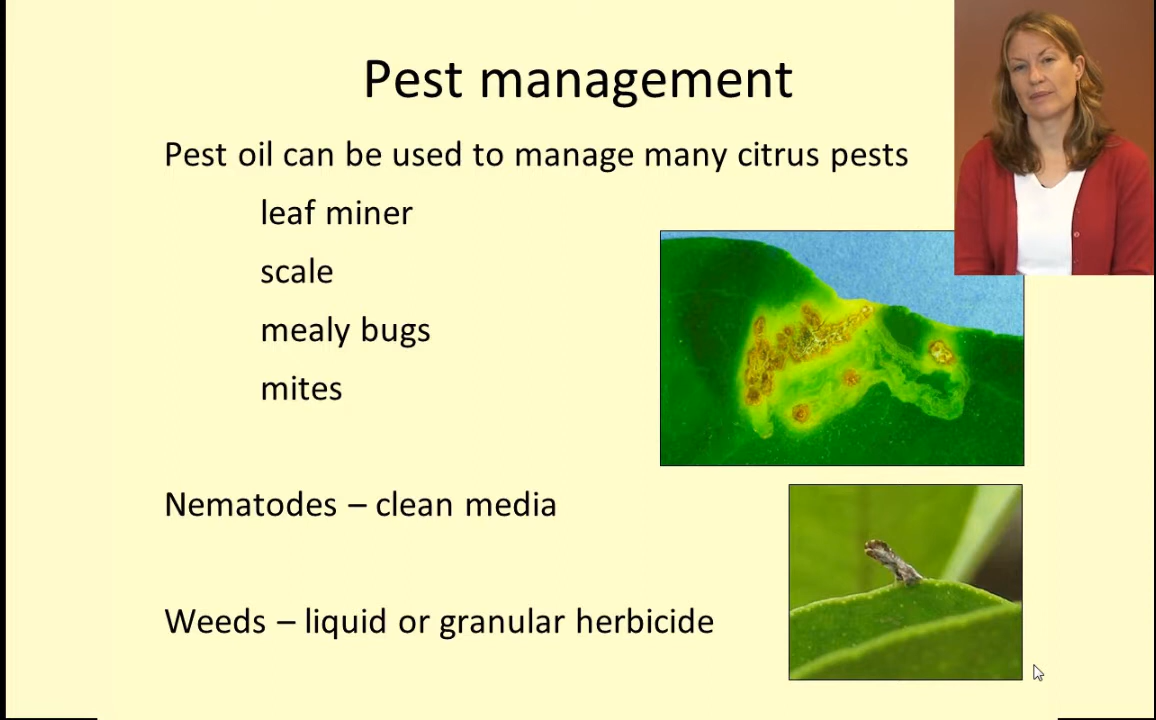 Pest management
Pest oil can be used to manage many citrus pests
leaf miner
scale
mealy bugs
mites
Nematodes – clean media
Weeds – liquid or granular herbicide